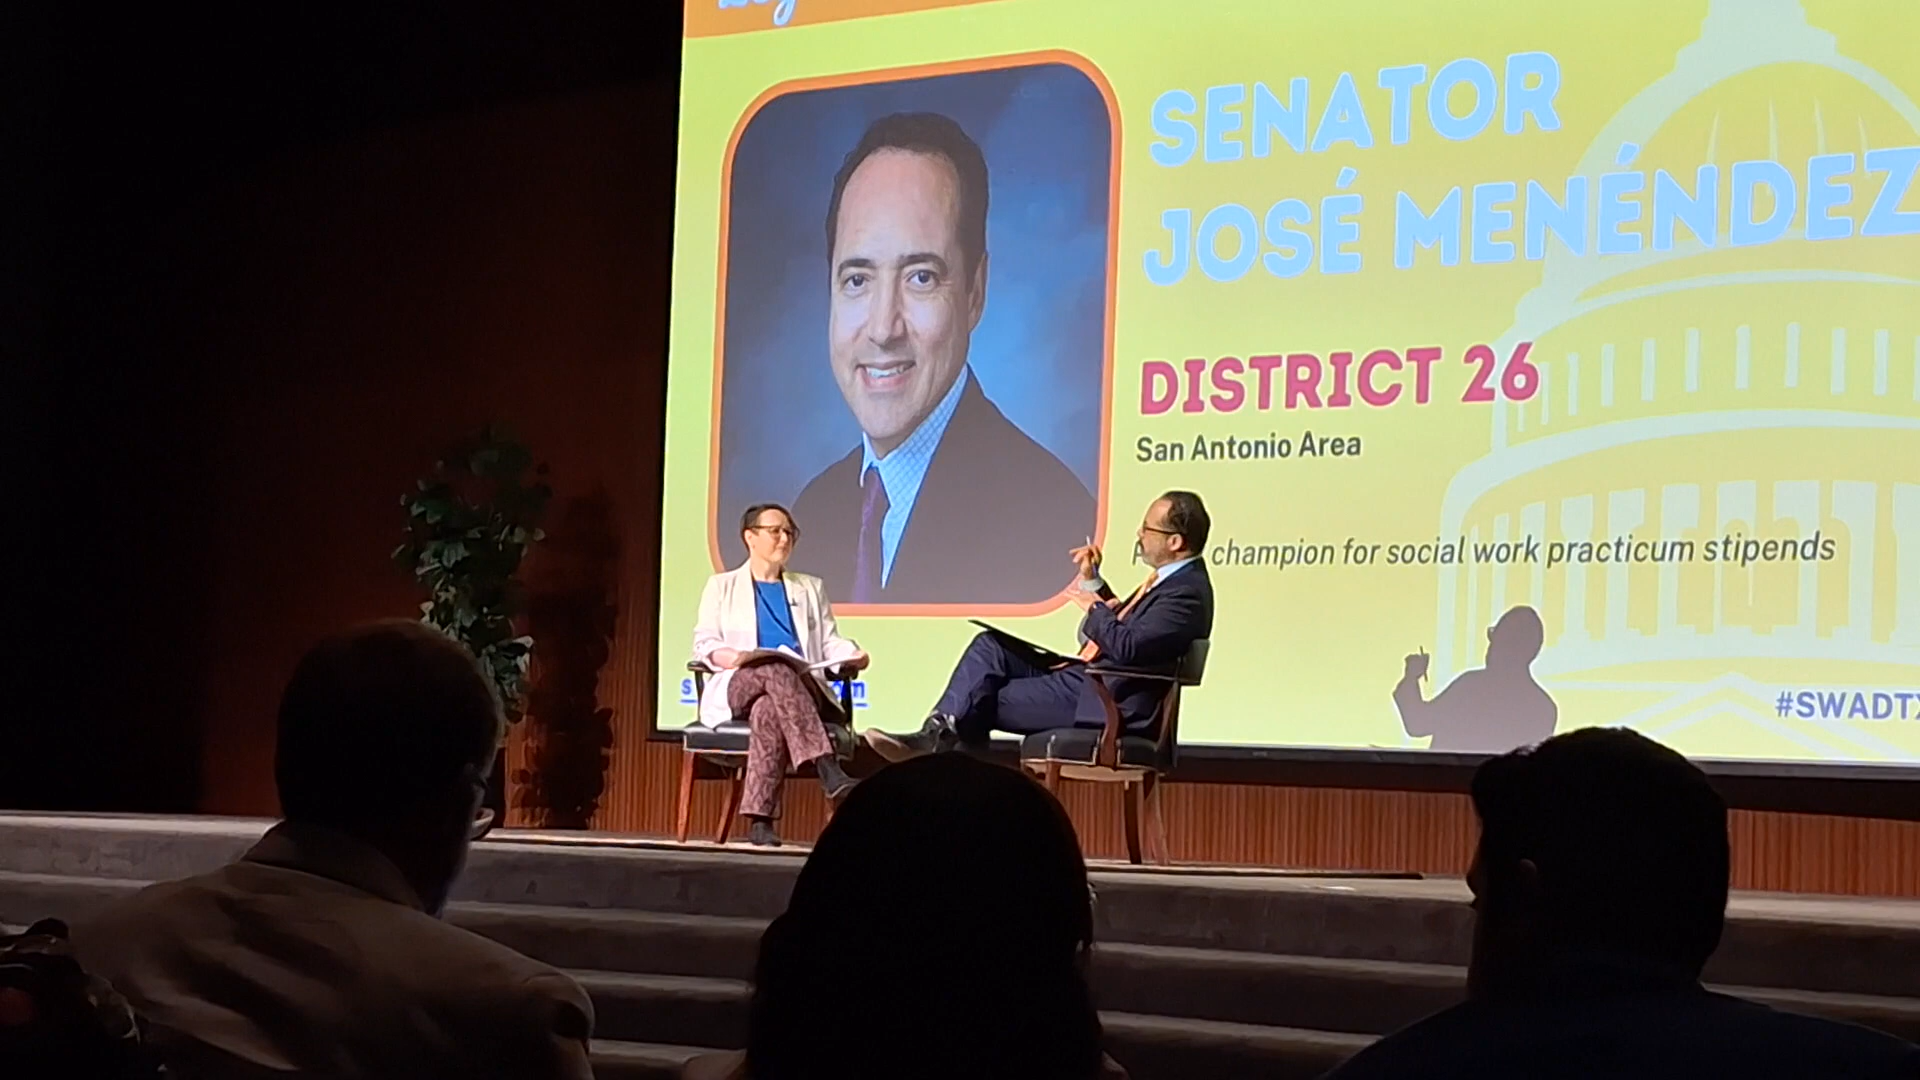 SENATOR
JOSÉ MENÉNDEZ
DISTRICT 26
San Antonio Area
champion for social work practicum stipends
#SWADTX